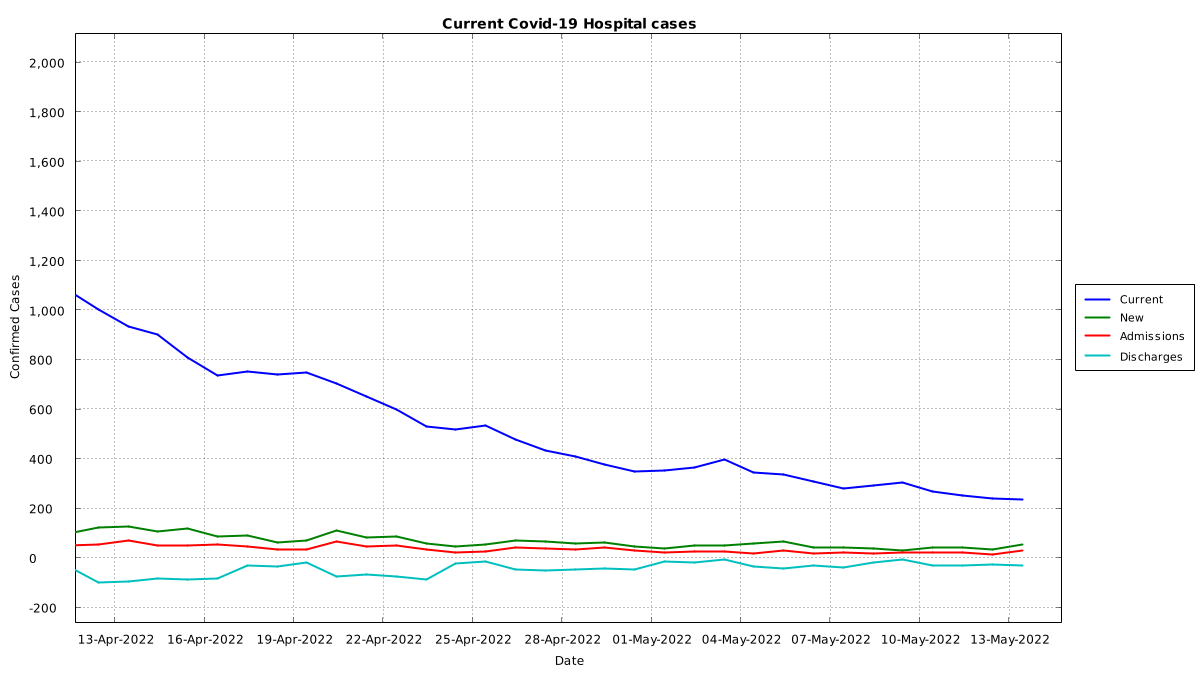 Current Covid-19 Hospital cases
2,000
1,800
1,600
1,400
1,200
1,000
800
600
400
200
0
-200
Confirmed Cases
13-Apr-2022 16-Apr-2022 19-Apr-2022 22-Apr-2022 25-Apr-2022 28-Apr-2022 01-May-2022 04-May-2022 07-May-2022 10-May-2022 13-May-2022
Date
Current
New
Admissions
Discharges